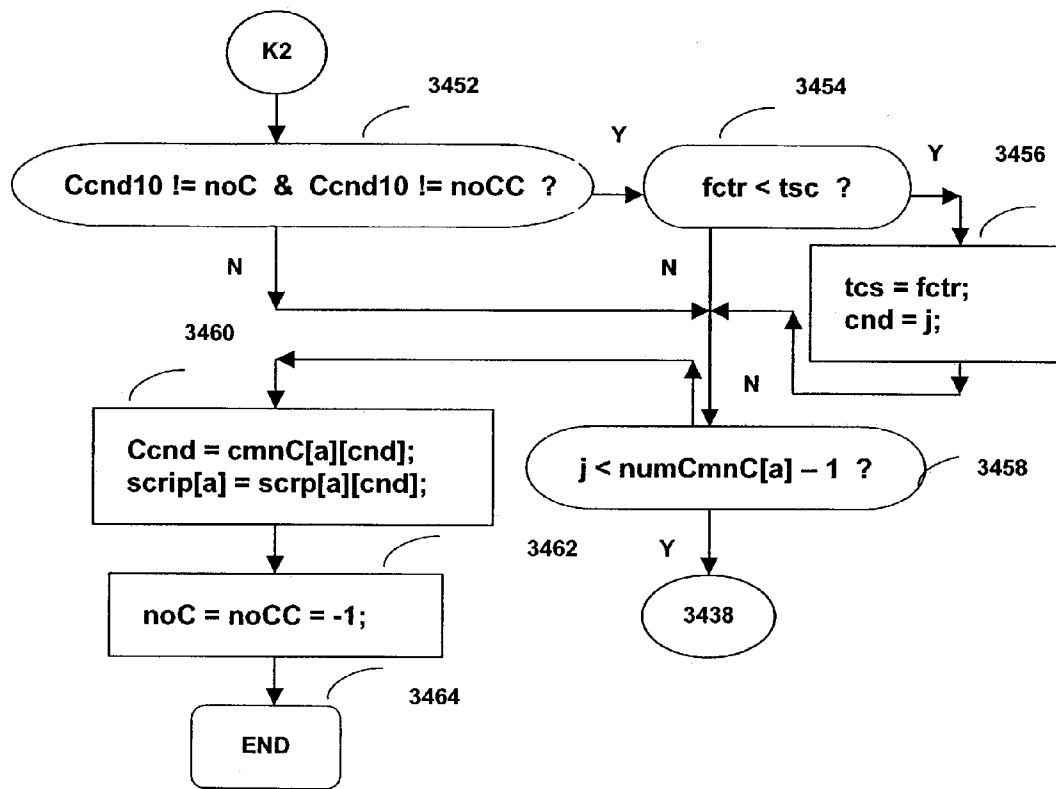 K2
3452
3454
Y
Y
3456
Ccnd10 != noC & Ccnd10 != noCC ?
fctr < tsc ?
N
N
tcs = fctr;
cnd = j;
3460
N
Ccnd = cmnC[a][cnd];
scrip[a] = scrp[a][cnd];
j < numCmnC[a] – 1 ?
3458
3462
Y
noC = noCC = -1;
3438
3464
END